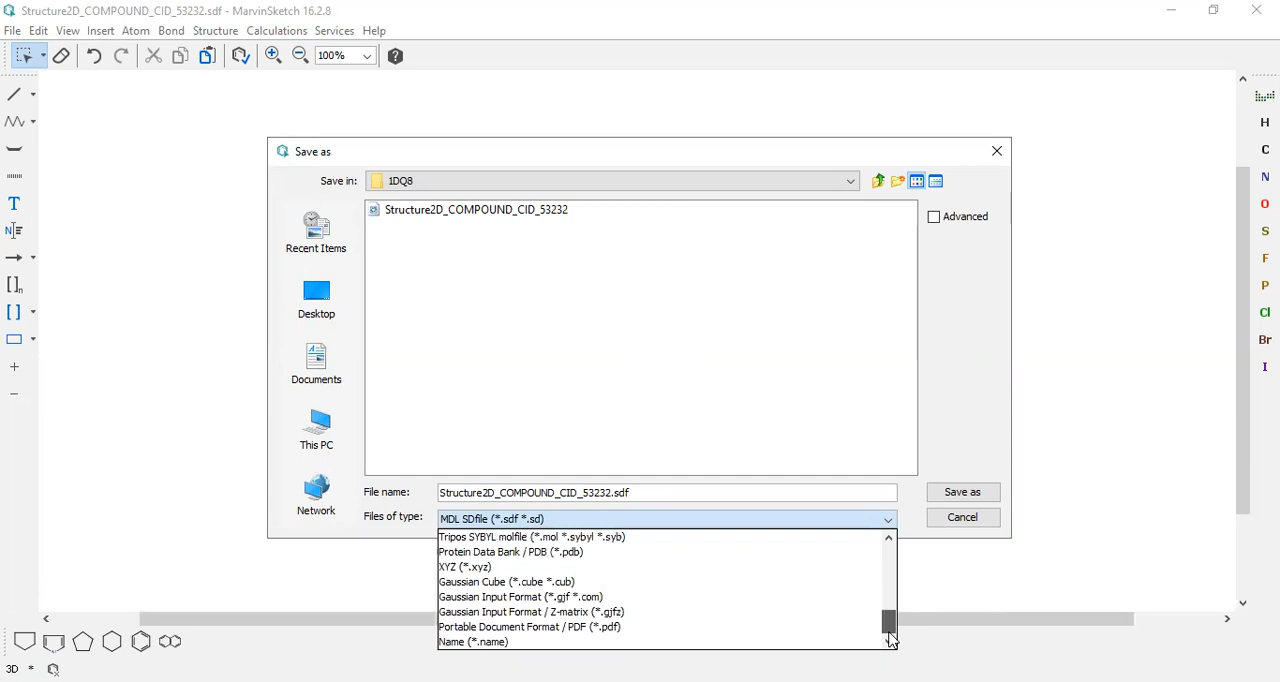 Structure2D_COMPOUND_CID_53232.sdf - MarvinSketch 16.2.8
File Edit View Insert Atom Bond Structure Calculations Services Help
100%
T
N
[ ]n
[ ]
H
C
N
O
S
F
P
Cl
Br
I
Save as
Save in: 1DQ8
Structure2D_COMPOUND_CID_53232
Advanced
Recent Items
Desktop
Documents
This PC
Network
File name: Structure2D_COMPOUND_CID_53232.sdf Save as
Files of type: MDL SDfile (*.sdf *.sd) Cancel
Tripos SYBYL molfile (*.mol *.sybyl *.syb)
Protein Data Bank / PDB (*.pdb)
XYZ (*.xyz)
Gaussian Cube (*.cube *.cub)
Gaussian Input Format (*.gjf *.com)
Gaussian Input Format / Z-matrix (*.gjfz)
Portable Document Format / PDF (*.pdf)
Name (*.name)
3D *